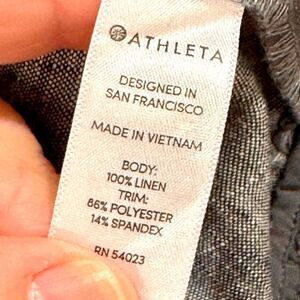 ATHLETA
DESIGNED IN
SAN FRANCISCO
MADE IN VIETNAM
BODY:
100% LINEN
TRIM:
86% POLYESTER
14% SPANDEX
RN 54023